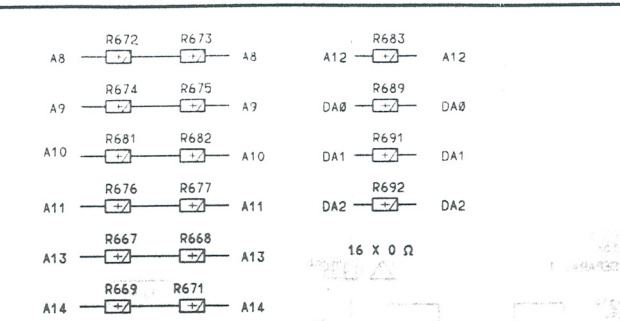 R672 R673 R683
A8 A8 A12 A12
R674 R675 R689
A9 A9 DAØ DAØ
R681 R682 R691
A10 A10 DA1 DA1
R676 R677 R692
A11 A11 DA2 DA2
R667 R668
A13 A13
16 X 0 Ω
R669 R671
A14 A14